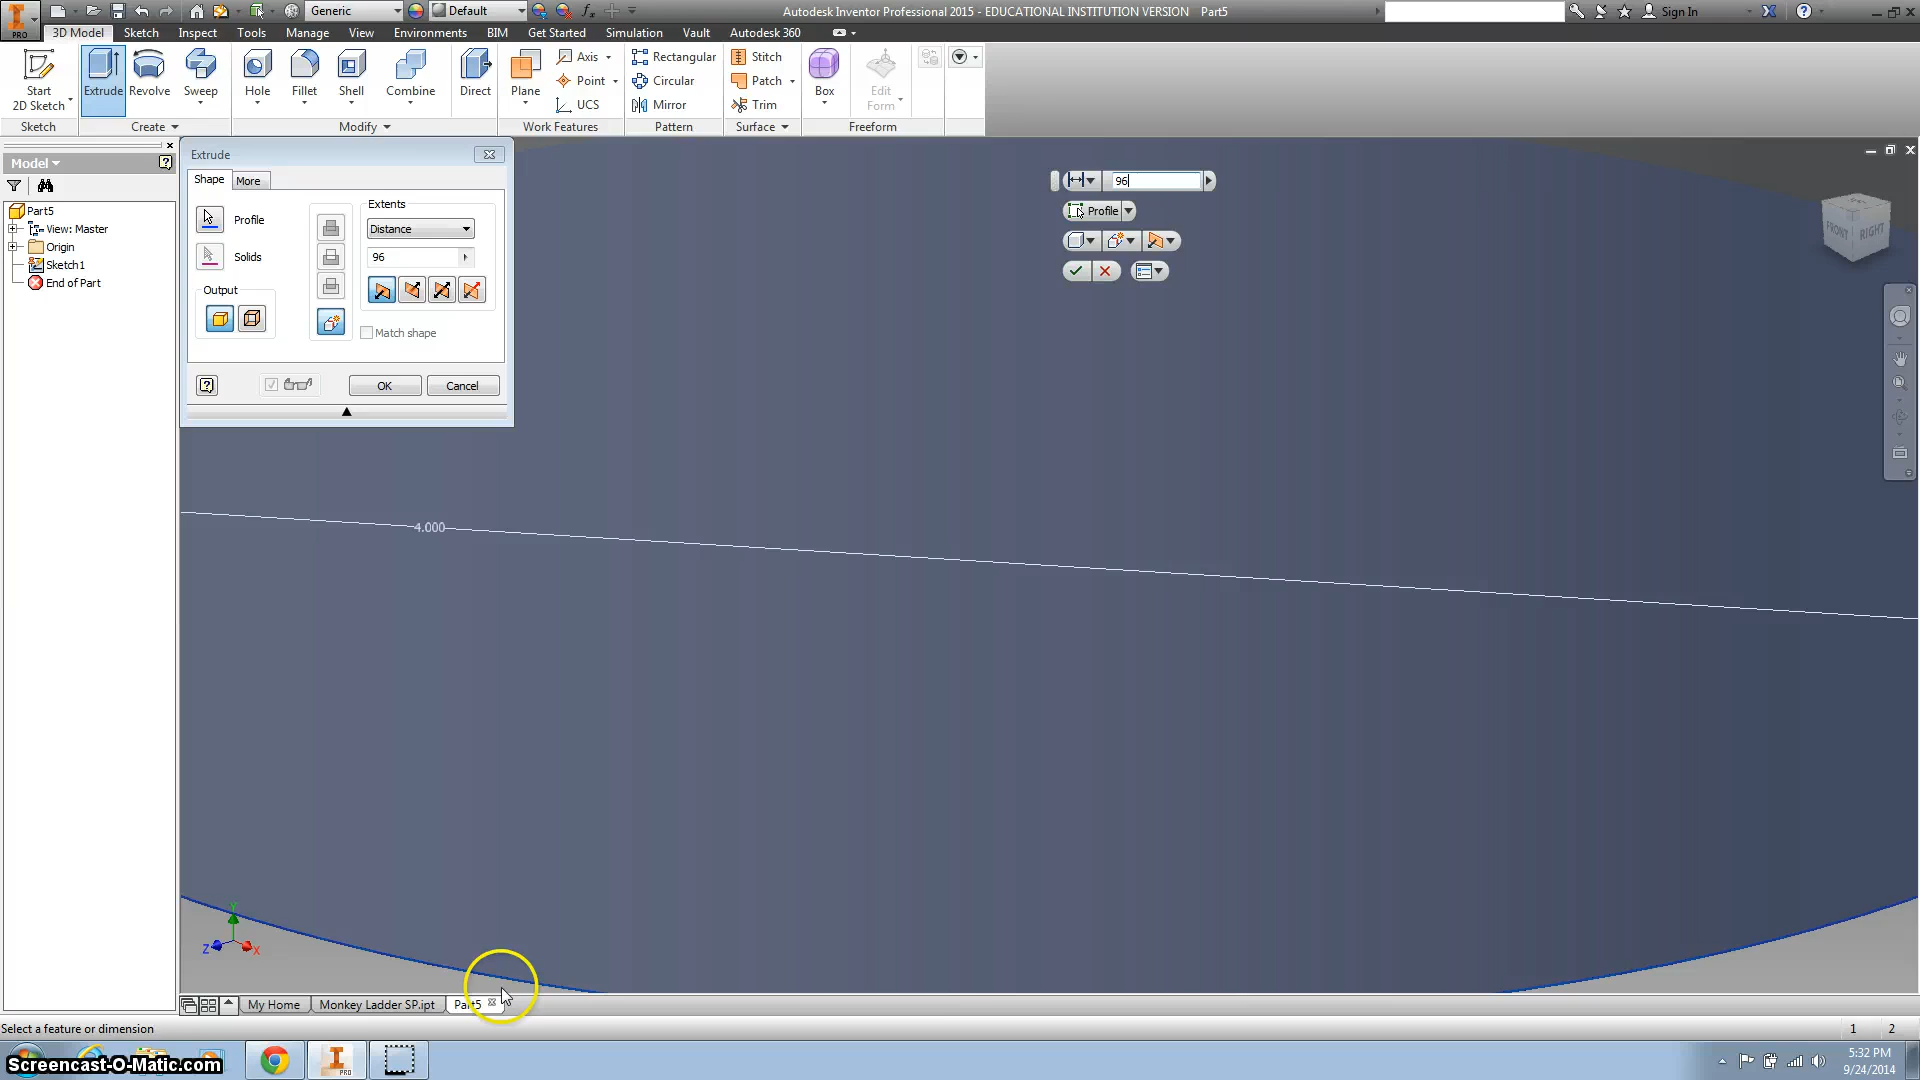 Generic
Default
Autodesk Inventor Professional 2015 - EDUCATIONAL INSTITUTION VERSION Part5
Sign In
PRO
3D Model
Sketch
Inspect
Tools
Manage
View
Environments
BIM
Get Started
Simulation
Vault
Autodesk 360
Start
2D Sketch
Extrude
Revolve
Sweep
Hole
Fillet
Shell
Combine
Direct
Plane
Axis
Point
UCS
Rectangular
Circular
Mirror
Stitch
Patch
Trim
Box
Edit
Form
Sketch
Create
Modify
Work Features
Pattern
Surface
Freeform
Model
Part5
View: Master
Origin
Sketch1
End of Part
Extrude
Shape
More
Profile
Solids
Output
Extents
Distance
96
Match shape
OK
Cancel
96
Profile
FRONT
RIGHT
4.000
Y
Z
X
My Home
Monkey Ladder SP.ipt
Part5
Select a feature or dimension
1
2
Screencast-O-Matic.com
PRO
5:32 PM
9/24/2014